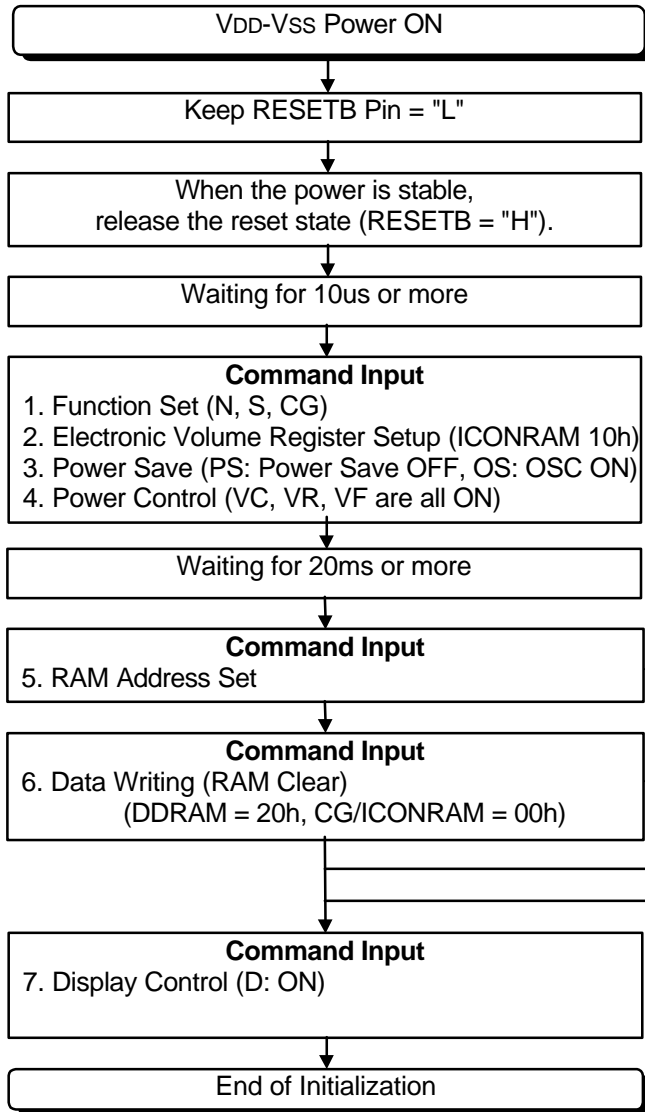 VDD-VSS Power ON
Keep RESETB Pin = "L"
When the power is stable,
release the reset state (RESETB = "H").
Waiting for 10us or more
Command Input
1. Function Set (N, S, CG)
2. Electronic Volume Register Setup (ICONRAM 10h)
3. Power Save (PS: Power Save OFF, OS: OSC ON)
4. Power Control (VC, VR, VF are all ON)
Waiting for 20ms or more
Command Input
5. RAM Address Set
Command Input
6. Data Writing (RAM Clear)
(DDRAM = 20h, CG/ICONRAM = 00h)
Command Input
7. Display Control (D: ON)
End of Initialization